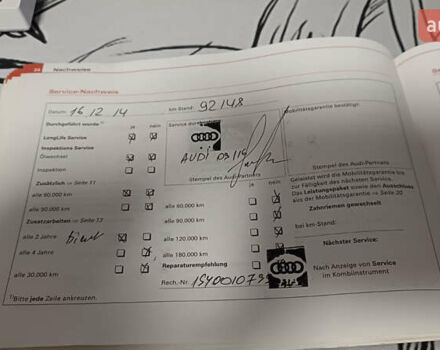 au
24 Nachweise
Service-Nachweis
Datum: 16.12.14
km-Stand: 92148
Durchgeführt wurde ja nein
LongLife Service
Inspektions Service
Ölwechsel
Inspektion
Zusätzlich ⇒ Seite 11
alle 60.000 km
alle 90.000 km
Zusatzarbeiten ⇒ Seite 13
alle 2 Jahre
alle 4 Jahre
alle 30.000 km
1) Bitte jede Zeile ankreuzen.
Service durch
AUDI
Stempel des Audi-Partners
ja nein
alle 60.000 km
alle 90.000 km
alle 120.000 km
alle 180.000 km
Reparaturempfehlung
Rech.-Nr.
Mobilitätsgarantie bestätigt:
Stempel des Audi-Partners
Geleistet wird die Mobilitätsgarantie bis
zur Fälligkeit des nächsten Service.
Das Leistungspaket sowie den Ausschluss
aus der Mobilitätsgarantie ⇒ Seite 20
Zahnriemen gewechselt
bei km-Stand:
Nächster Service:
Nach Anzeige von Service
im Kombiinstrument